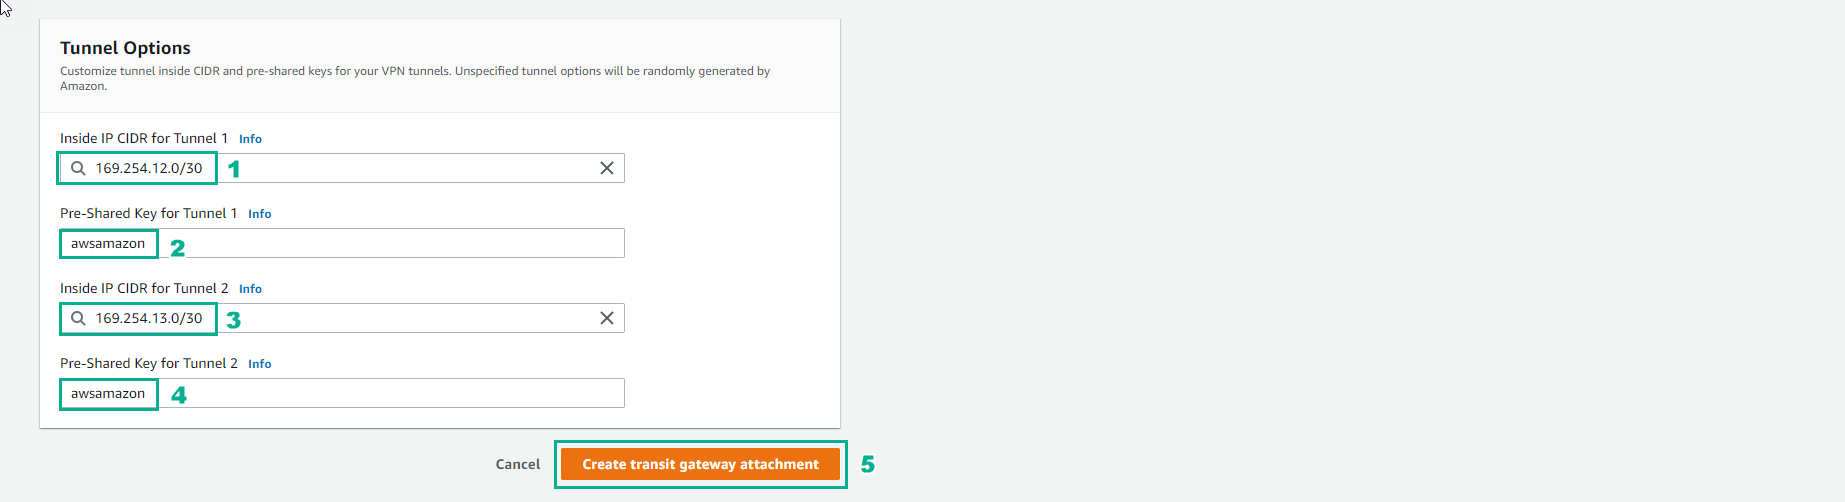 Tunnel Options
Customize tunnel inside CIDR and pre-shared keys for your VPN tunnels. Unspecified tunnel options will be randomly generated by
Amazon.
Inside IP CIDR for Tunnel 1 Info
169.254.12.0/30 1
Pre-Shared Key for Tunnel 1 Info
awsamazon 2
Inside IP CIDR for Tunnel 2 Info
169.254.13.0/30 3
Pre-Shared Key for Tunnel 2 Info
awsamazon 4
Cancel Create transit gateway attachment 5